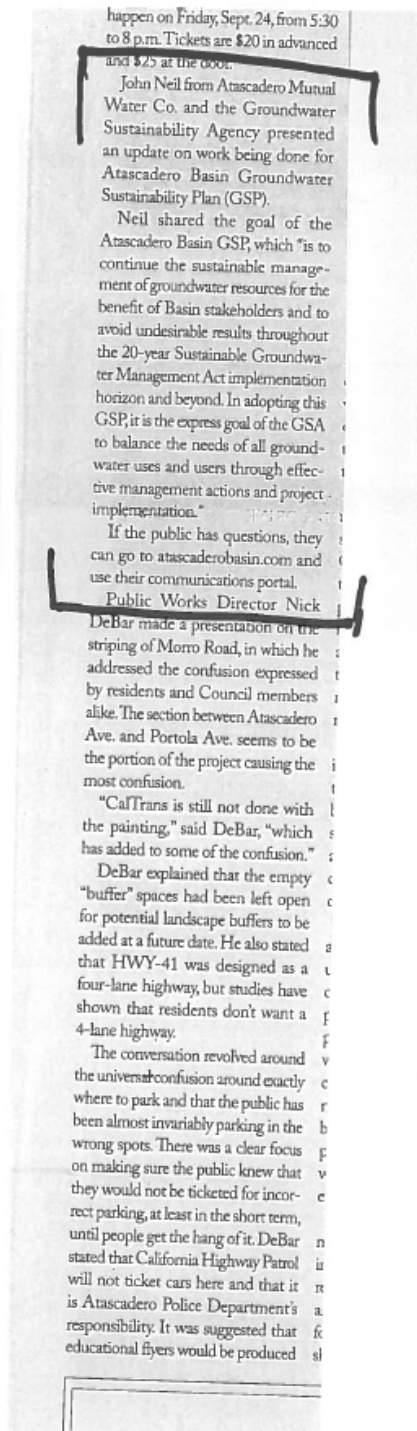 happen on Friday, Sept. 24, from 5:30
to 8 p.m. Tickets are $20 in advanced
and $25 at the door.
John Neil from Atascadero Mutual
Water Co. and the Groundwater
Sustainability Agency presented
an update on work being done for
Atascadero Basin Groundwater
Sustainability Plan (GSP).
Neil shared the goal of the
Atascadero Basin GSP, which "is to
continue the sustainable manage-
ment of groundwater resources for the
benefit of Basin stakeholders and to
avoid undesirable results throughout
the 20-year Sustainable Groundwa-
ter Management Act implementation
horizon and beyond. In adopting this
GSP, it is the express goal of the GSA
to balance the needs of all ground-
water uses and users through effec-
tive management actions and project
implementation."
If the public has questions, they
can go to atascaderobasin.com and
use their communications portal.
Public Works Director Nick
DeBar made a presentation on the
striping of Morro Road, in which he
addressed the confusion expressed
by residents and Council members
alike. The section between Atascadero
Ave. and Portola Ave. seems to be
the portion of the project causing the
most confusion.
"CalTrans is still not done with
the painting," said DeBar, "which
has added to some of the confusion."
DeBar explained that the empty
"buffer" spaces had been left open
for potential landscape buffers to be
added at a future date. He also stated
that HWY-41 was designed as a
four-lane highway, but studies have
shown that residents don't want a
4-lane highway.
The conversation revolved around
the universal confusion around exactly
where to park and that the public has
been almost invariably parking in the
wrong spots. There was a clear focus
on making sure the public knew that
they would not be ticketed for incor-
rect parking, at least in the short term,
until people get the hang of it. DeBar
stated that California Highway Patrol
will not ticket cars here and that it
is Atascadero Police Department's
responsibility. It was suggested that
educational flyers would be produced